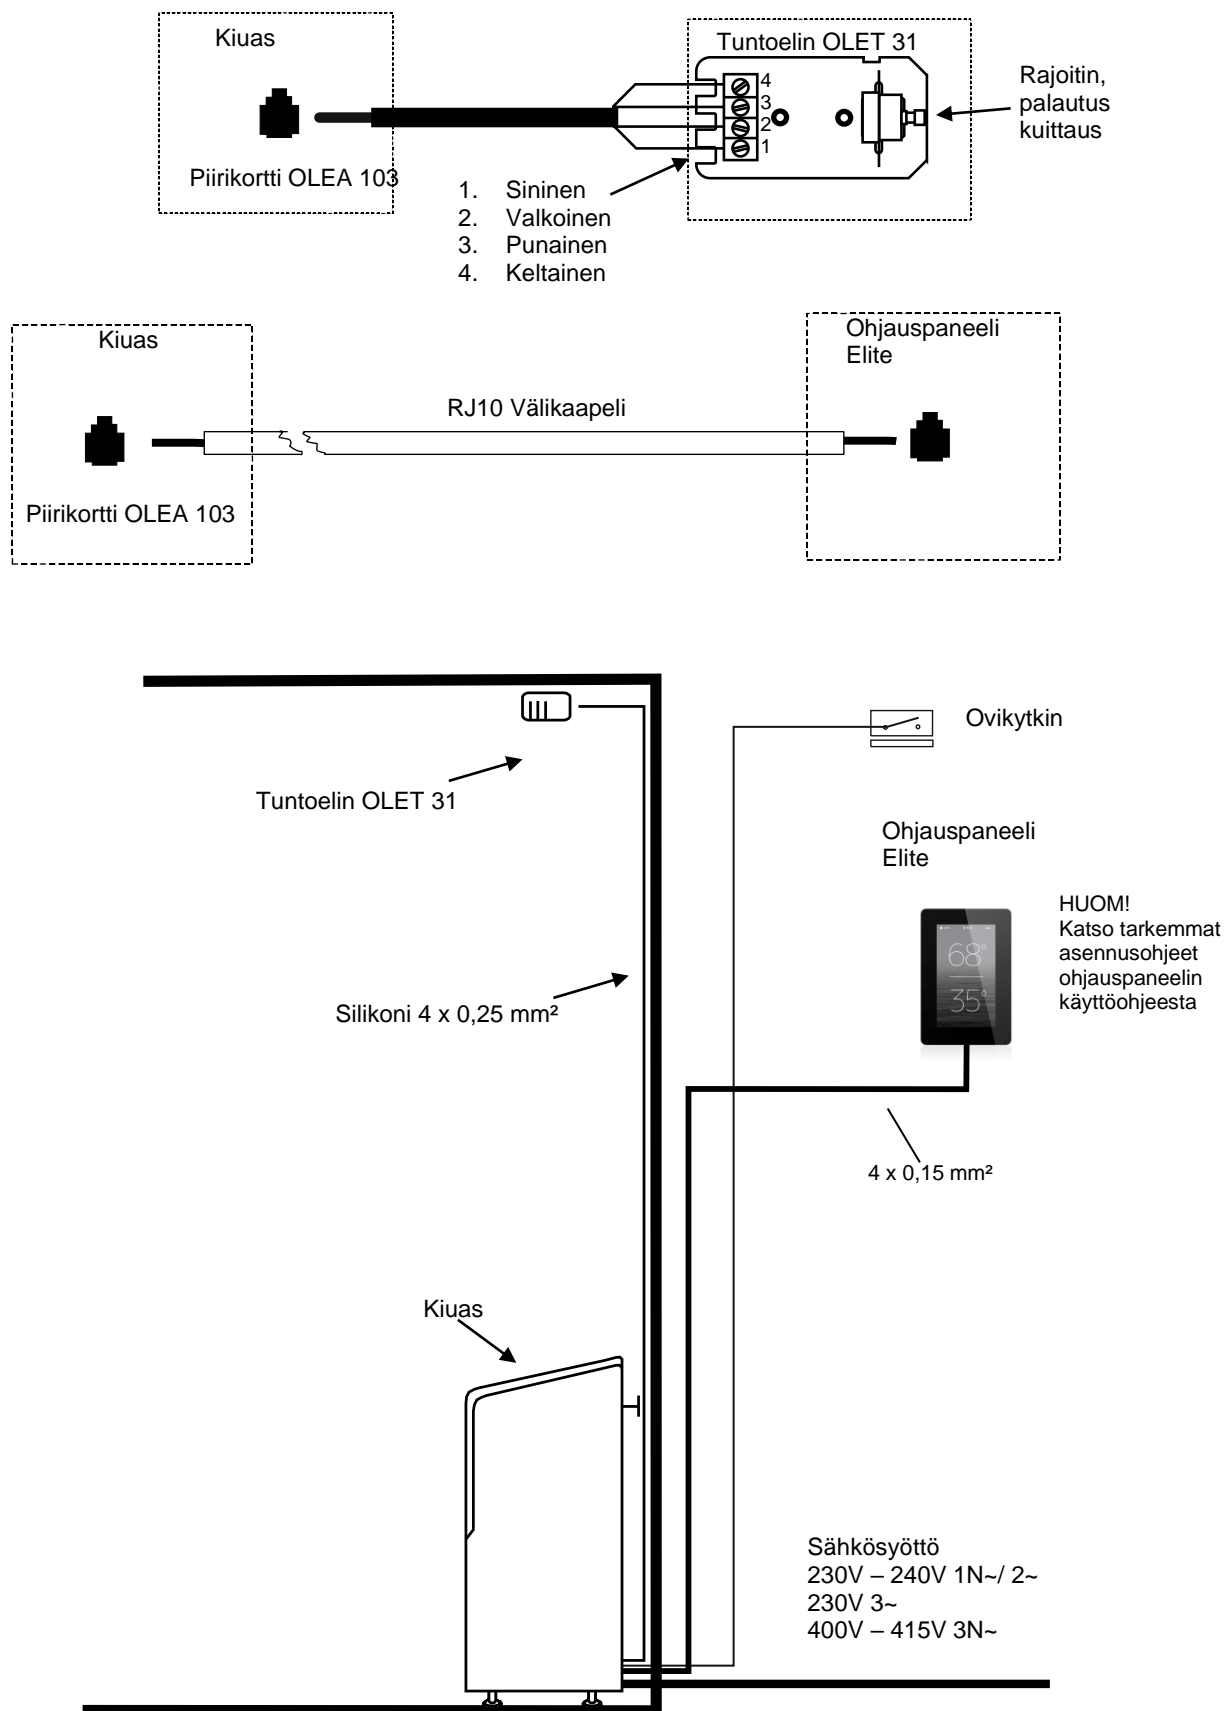 Kiuas
Tuntoelin OLET 31
4
3
2
1
Rajoitin,
palautus
kuittaus
Piirikortti OLEA 103
1. Sininen
2. Valkoinen
3. Punainen
4. Keltainen
Kiuas
Ohjauspaneeli
Elite
RJ10 Välikaapeli
Piirikortti OLEA 103
Ovikytkin
Tuntoelin OLET 31
Ohjauspaneeli
Elite
HUOM!
Katso tarkemmat
asennusohjeet
ohjauspaneelin
käyttöohjeesta
68°
35°
Silikoni 4 x 0,25 mm²
4 x 0,15 mm²
Kiuas
Sähkösyöttö
230V – 240V 1N~/ 2~
230V 3~
400V – 415V 3N~